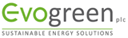 Evogreen plc
SUSTAINABLE ENERGY SOLUTIONS